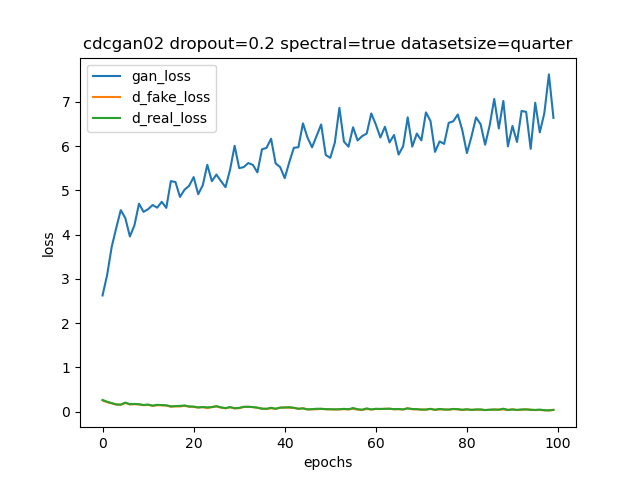 cdcgan02 dropout=0.2 spectral=true datasetsize=quarter
gan_loss
d_fake_loss
d_real_loss
7
6
5
4
3
2
1
0
loss
0 20 40 60 80 100
epochs